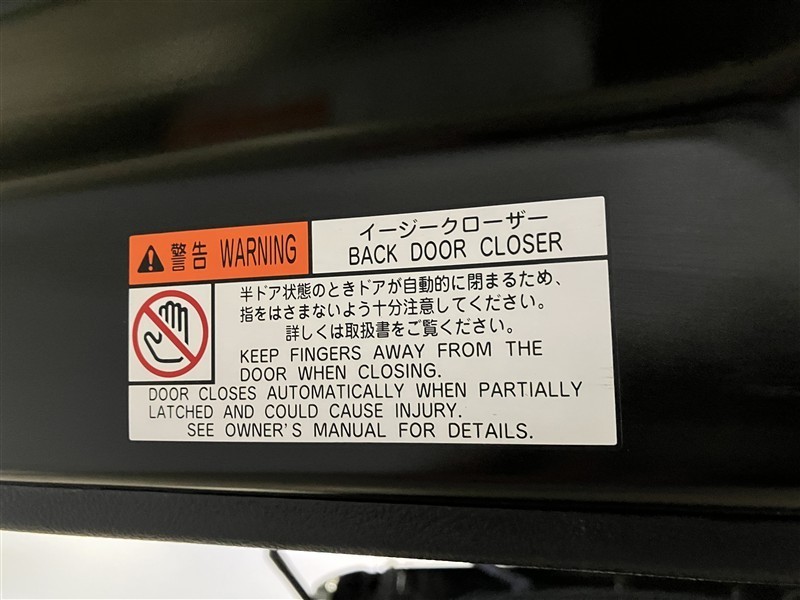 警告 WARNING
イージークローザー
BACK DOOR CLOSER
半ドア状態のときドアが自動的に閉まるため、
指をはさまないよう十分注意してください。
詳しくは取扱書をご覧ください。
KEEP FINGERS AWAY FROM THE
DOOR WHEN CLOSING.
DOOR CLOSES AUTOMATICALLY WHEN PARTIALLY
LATCHED AND COULD CAUSE INJURY.
SEE OWNER'S MANUAL FOR DETAILS.